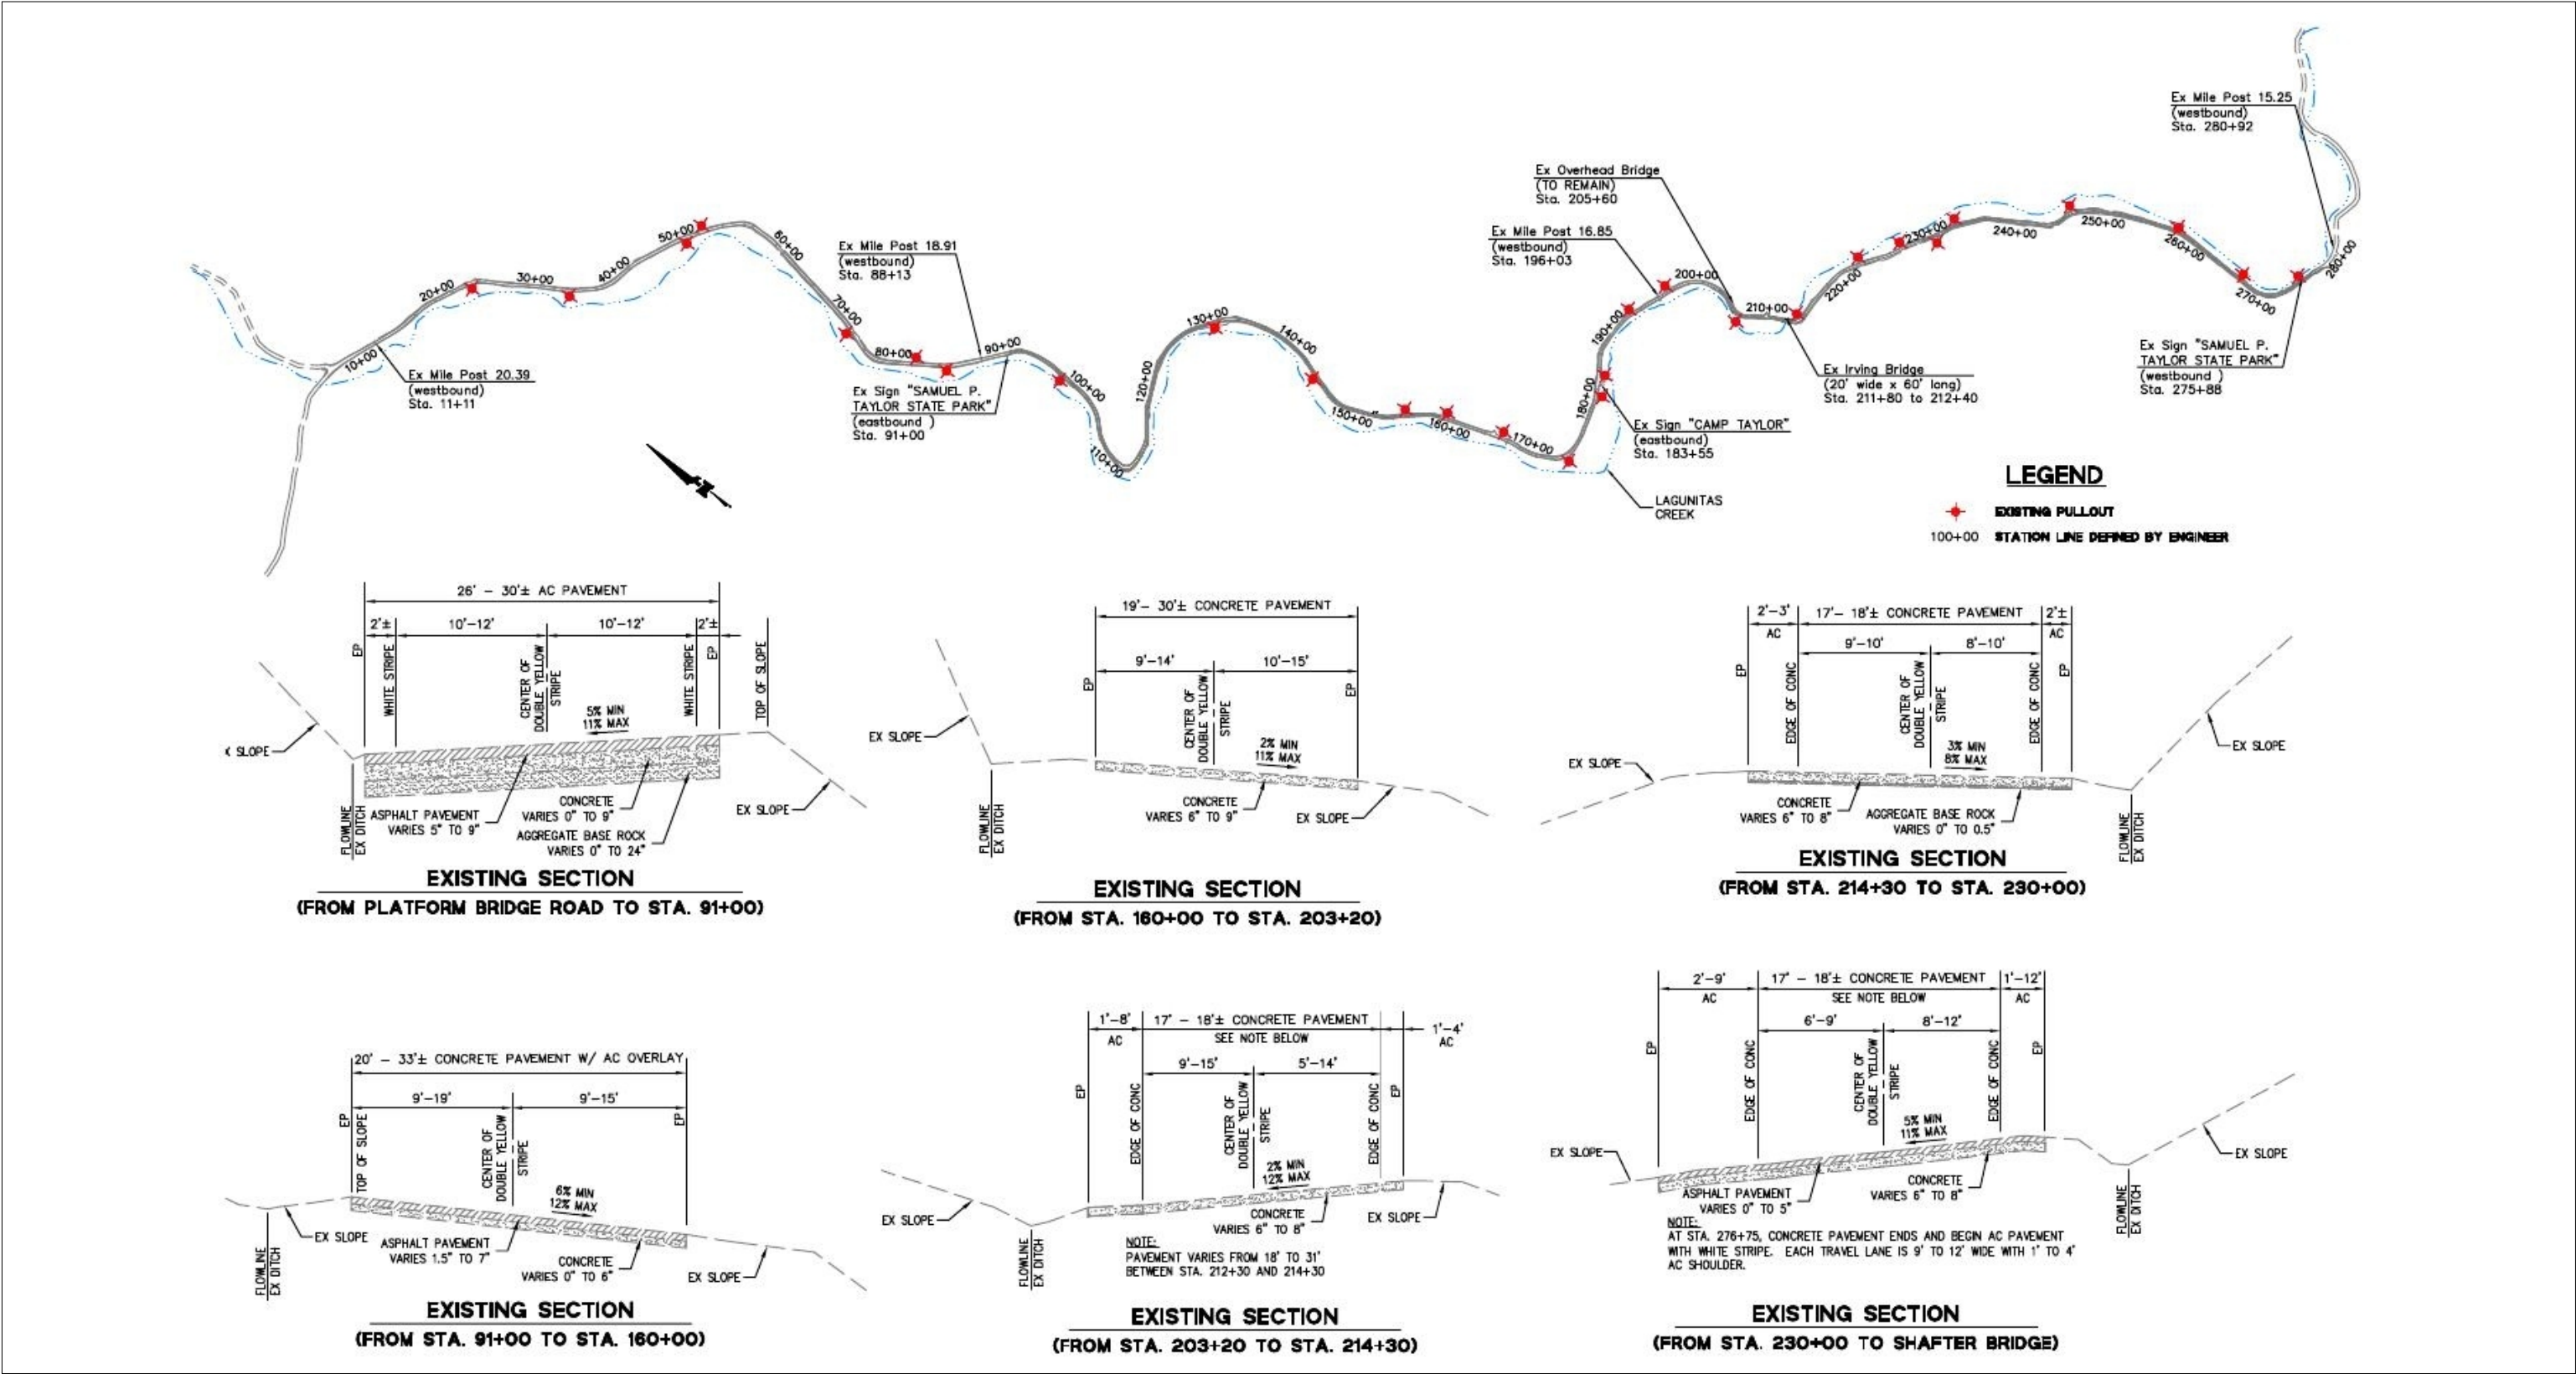 Ex Mile Post 15.25
(westbound)
Sta. 280+92
Ex Overhead Bridge
(TO REMAIN)
Sta. 205+60
Ex Mile Post 16.85
(westbound)
Sta. 196+03
Ex Mile Post 18.91
(westbound)
Sta. 88+13
10+00
20+00
30+00
40+00
50+00
60+00
70+00
80+00
90+00
100+00
110+00
120+00
130+00
140+00
150+00
160+00
170+00
180+00
190+00
200+00
210+00
220+00
230+00
240+00
250+00
260+00
270+00
280+00
Ex Mile Post 20.39
(westbound)
Sta. 11+11
Ex Sign "SAMUEL P.
TAYLOR STATE PARK"
(eastbound )
Sta. 91+00
Ex Sign "CAMP TAYLOR"
(eastbound)
Sta. 183+55
Ex Irving Bridge
(20' wide x 60' long)
Sta. 211+80 to 212+40
Ex Sign "SAMUEL P.
TAYLOR STATE PARK"
(westbound )
Sta. 275+88
LAGUNITAS
CREEK
LEGEND
EXISTING PULLOUT
100+00 STATION LINE DEFINED BY ENGINEER
26' - 30'± AC PAVEMENT
2'± 10'-12' 10'-12' 2'±
EP
WHITE STRIPE
CENTER OF
DOUBLE YELLOW
STRIPE
WHITE STRIPE
EP
TOP OF SLOPE
5% MIN
11% MAX
SLOPE
FLOWLINE
EX DITCH
ASPHALT PAVEMENT
VARIES 5" TO 9"
CONCRETE
VARIES 0" TO 9"
AGGREGATE BASE ROCK
VARIES 0" TO 24"
EX SLOPE
EXISTING SECTION
(FROM PLATFORM BRIDGE ROAD TO STA. 91+00)
19'- 30'± CONCRETE PAVEMENT
9'-14' 10'-15'
EP
CENTER OF
DOUBLE YELLOW
STRIPE
EP
2% MIN
11% MAX
EX SLOPE
FLOWLINE
EX DITCH
CONCRETE
VARIES 6" TO 9"
EX SLOPE
EXISTING SECTION
(FROM STA. 160+00 TO STA. 203+20)
2'-3' 17'- 18'± CONCRETE PAVEMENT 2'±
AC AC
9'-10' 8'-10'
EP
EDGE OF CONC
CENTER OF
DOUBLE YELLOW
STRIPE
EDGE OF CONC
EP
3% MIN
8% MAX
EX SLOPE
EX SLOPE
CONCRETE
VARIES 6" TO 8"
AGGREGATE BASE ROCK
VARIES 0" TO 0.5"
FLOWLINE
EX DITCH
EXISTING SECTION
(FROM STA. 214+30 TO STA. 230+00)
20' - 33'± CONCRETE PAVEMENT W/ AC OVERLAY
9'-19' 9'-15'
EP
TOP OF SLOPE
CENTER OF
DOUBLE YELLOW
STRIPE
EP
6% MIN
12% MAX
FLOWLINE
EX DITCH
EX SLOPE
ASPHALT PAVEMENT
VARIES 1.5" TO 7"
CONCRETE
VARIES 0" TO 6"
EX SLOPE
EXISTING SECTION
(FROM STA. 91+00 TO STA. 160+00)
1'-8' 17' - 18'± CONCRETE PAVEMENT 1'-4'
AC SEE NOTE BELOW AC
9'-15' 5'-14'
EP
EDGE OF CONC
CENTER OF
DOUBLE YELLOW
STRIPE
EDGE OF CONC
EP
2% MIN
12% MAX
EX SLOPE
FLOWLINE
EX DITCH
CONCRETE
VARIES 6" TO 8"
EX SLOPE
NOTE:
PAVEMENT VARIES FROM 18' TO 31'
BETWEEN STA. 212+30 AND 214+30
EXISTING SECTION
(FROM STA. 203+20 TO STA. 214+30)
2'-9' 17' - 18'± CONCRETE PAVEMENT 1'-12'
AC SEE NOTE BELOW AC
6'-9' 8'-12'
EP
EDGE OF CONC
CENTER OF
DOUBLE YELLOW
STRIPE
EDGE OF CONC
EP
5% MIN
11% MAX
EX SLOPE
EX SLOPE
ASPHALT PAVEMENT
VARIES 0" TO 5"
CONCRETE
VARIES 6" TO 8"
FLOWLINE
EX DITCH
NOTE:
AT STA. 276+75, CONCRETE PAVEMENT ENDS AND BEGIN AC PAVEMENT
WITH WHITE STRIPE. EACH TRAVEL LANE IS 9' TO 12' WIDE WITH 1' TO 4'
AC SHOULDER.
EXISTING SECTION
(FROM STA. 230+00 TO SHAFTER BRIDGE)